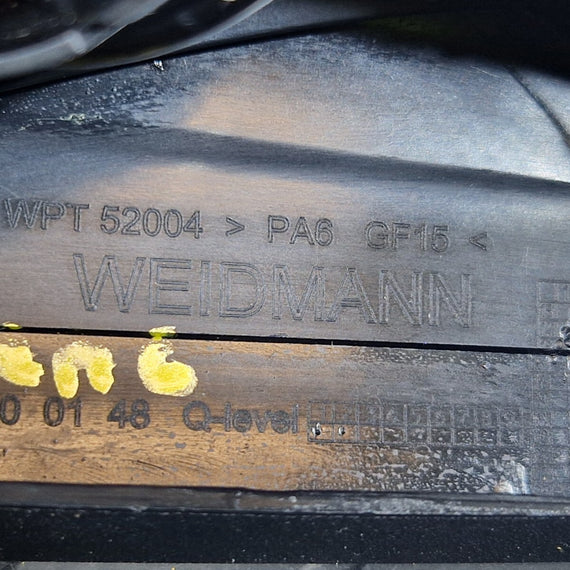 WPT 52004 > PA6 GF15 <
WEIDMANN
0 01 48 Q-level